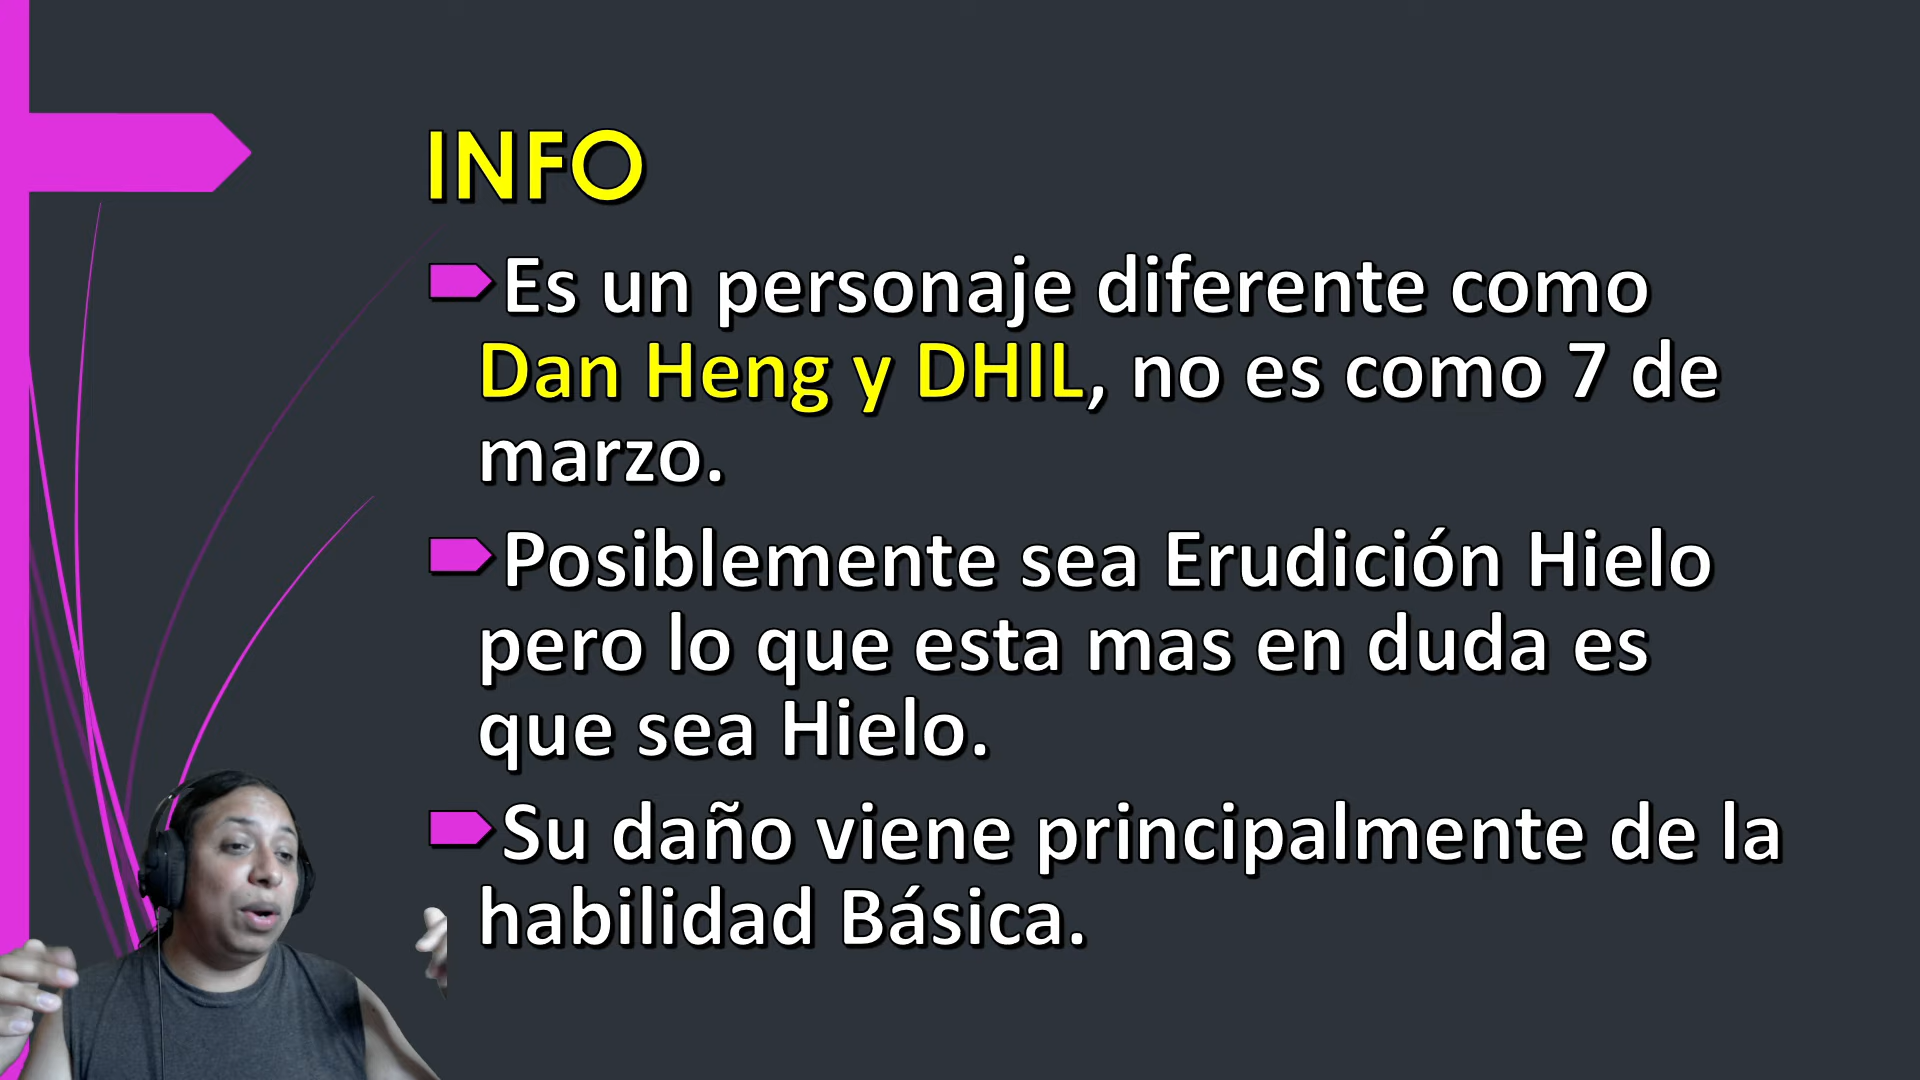 INFO
Es un personaje diferente como
Dan Heng y DHIL, no es como 7 de
marzo.
Posiblemente sea Erudición Hielo
pero lo que esta mas en duda es
que sea Hielo.
Su daño viene principalmente de la
habilidad Básica.